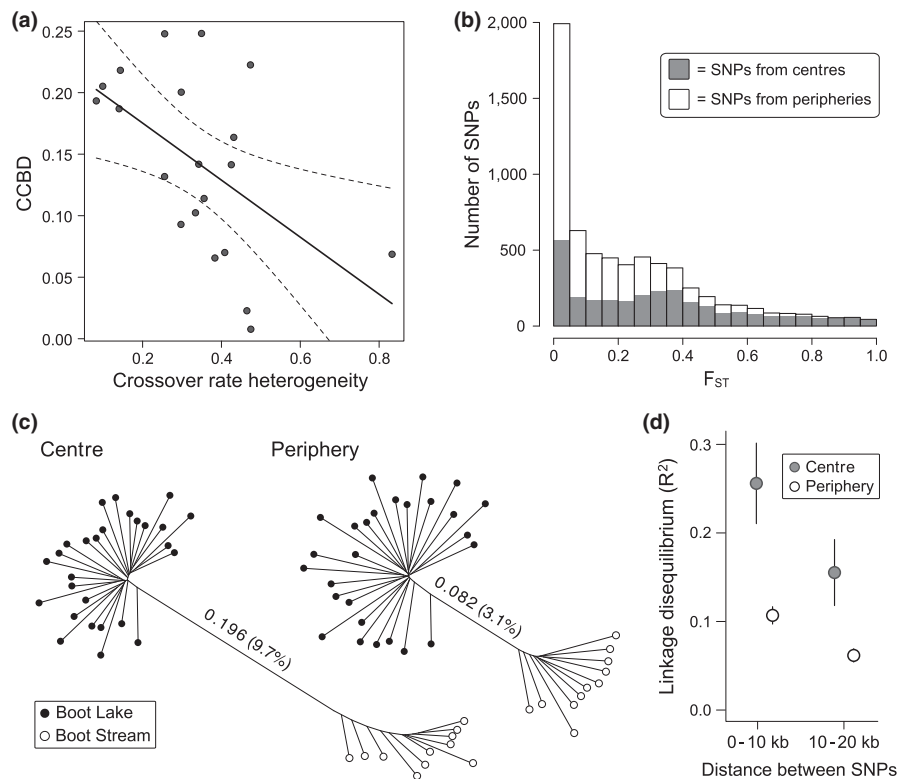 (a)
CCBD
0.25
0.20
0.15
0.10
0.05
0.00
0.2 0.4 0.6 0.8
Crossover rate heterogeneity
(b)
Number of SNPs
2,000
1,500
1,000
500
0
= SNPs from centres
= SNPs from peripheries
0 0.2 0.4 0.6 0.8 1.0
FST
(c)
Centre
Periphery
0.196 (9.7%)
0.082 (3.1%)
Boot Lake
Boot Stream
(d)
Linkage disequilibrium (R²)
0.3
0.2
0.1
0.0
Centre
Periphery
0-10 kb 10-20 kb
Distance between SNPs